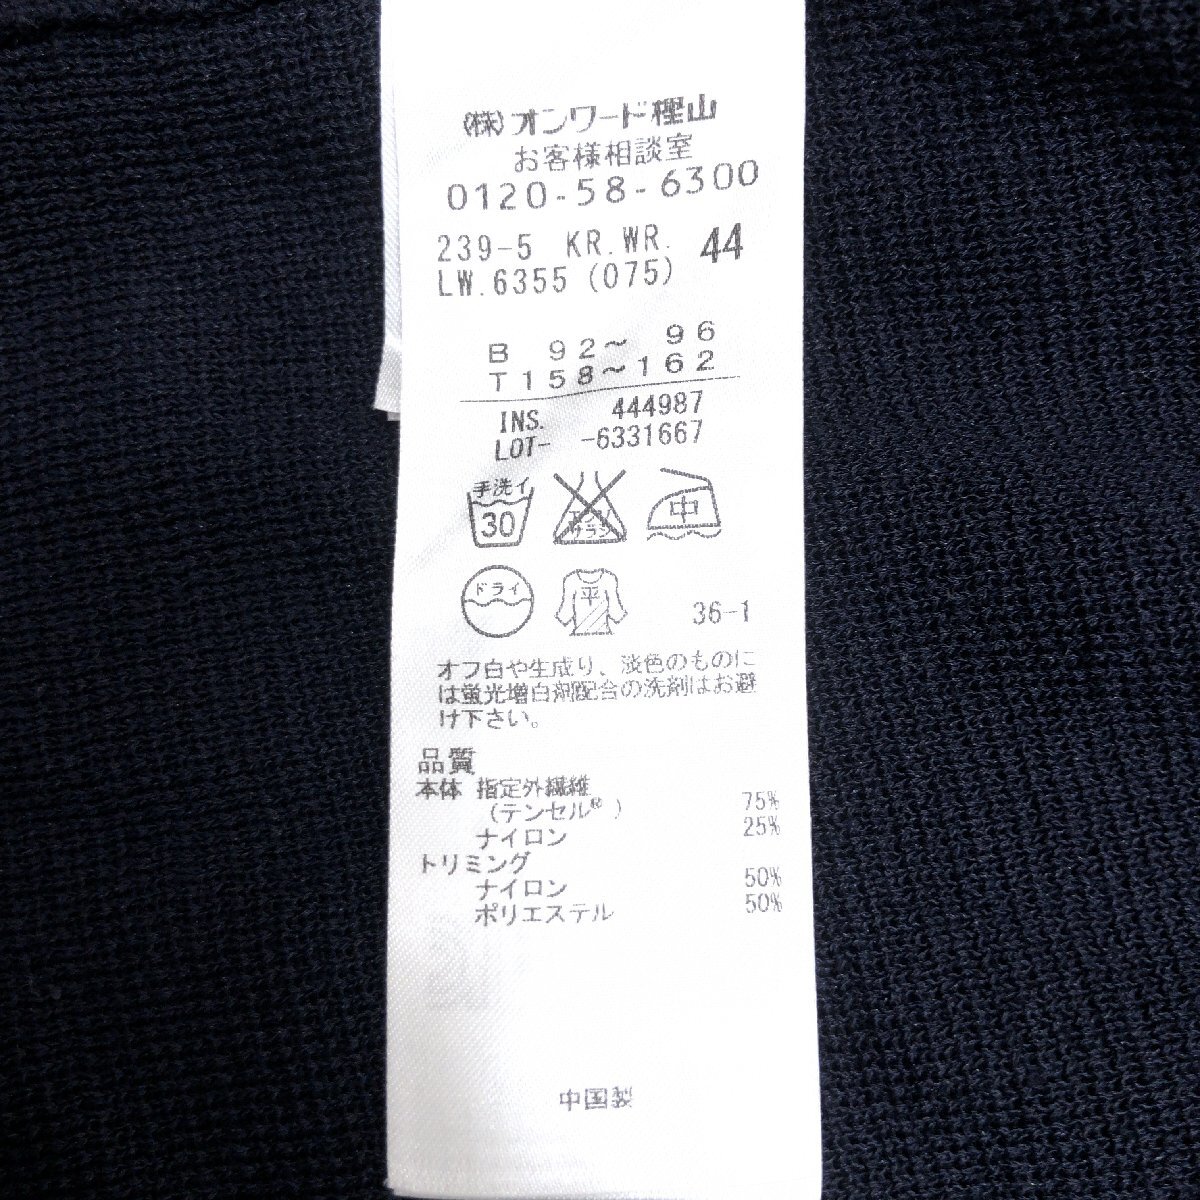 (株)オンワード樫山
お客様相談室
0120-58-6300
239-5 KR.WR. 44
LW.6355 (075)
B 92～ 96
T158～162
INS. 444987
LOT- -6331667
手洗イ
30
サラシ
中
ドライ
平
36-1
オフ白や生成り、淡色のものに
は蛍光増白剤配合の洗剤はお避
け下さい。
品質
本体 指定外繊維
(テンセル®) 75%
ナイロン 25%
トリミング
ナイロン 50%
ポリエステル 50%
中国製